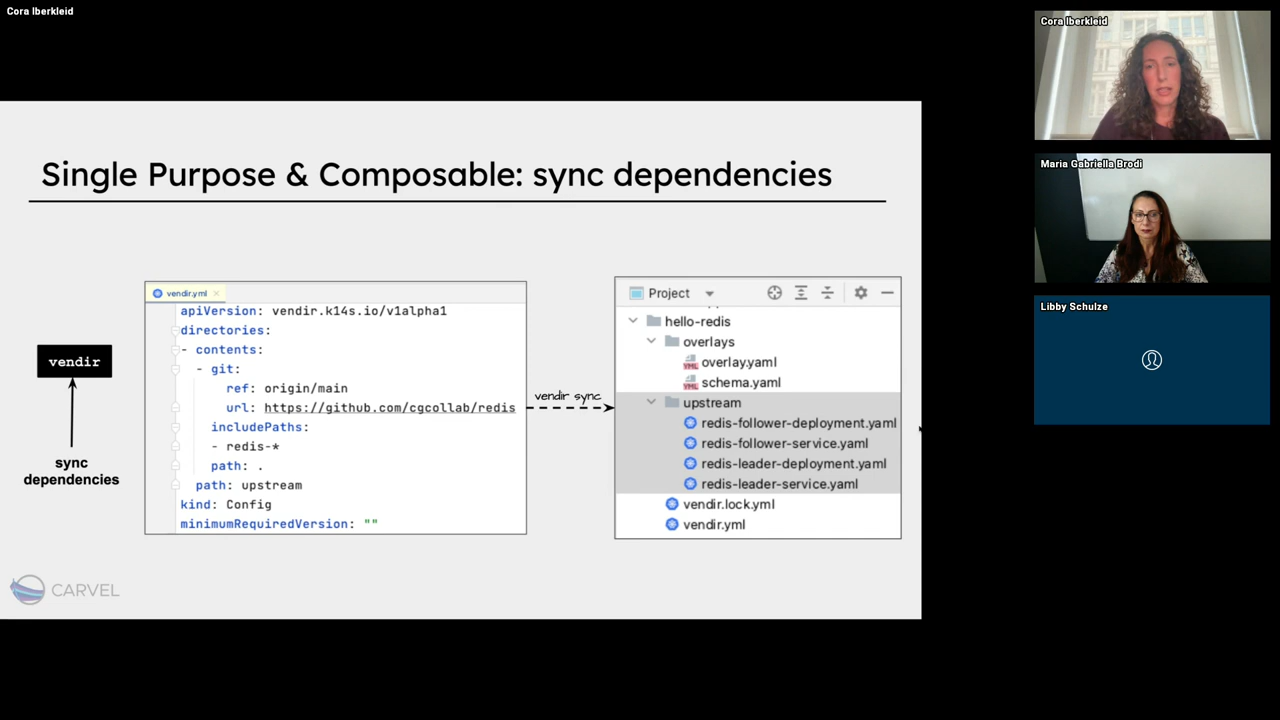 Cora Iberkleid
Cora Iberkleid
Maria Gabriella Brodi
Libby Schulze
Single Purpose & Composable: sync dependencies
vendir
sync
dependencies
vendir.yml
apiVersion: vendir.k14s.io/v1alpha1
directories:
- contents:
- git:
ref: origin/main
url: https://github.com/cgcollab/redis
includePaths:
- redis-*
path: .
path: upstream
kind: Config
minimumRequiredVersion: ""
vendir sync
Project
hello-redis
overlays
overlay.yaml
schema.yaml
upstream
redis-follower-deployment.yaml
redis-follower-service.yaml
redis-leader-deployment.yaml
redis-leader-service.yaml
vendir.lock.yml
vendir.yml
CARVEL